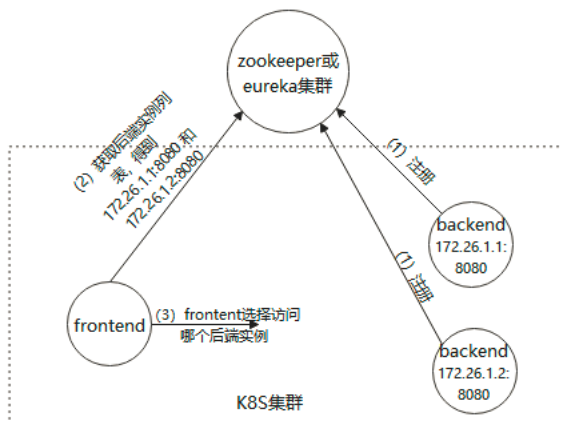 zookeeper或
eureka集群
(2）获取后端实例列
表，得到
172.26.1.1:8080 和
172.26.1.2:8080
(1）注册
backend
172.26.1.1:
8080
(1）注册
frontend
(3）frontent选择访问
哪个后端实例
backend
172.26.1.2:
8080
K8S集群